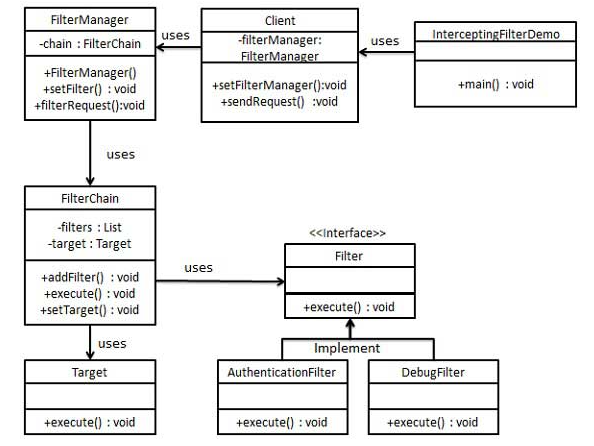 FilterManager
-chain : FilterChain
+FilterManager()
+setFilter() : void
+filterRequest():void
uses
Client
-filterManager:
FilterManager
+setFilterManager():void
+sendRequest() :void
uses
InterceptingFilterDemo
+main() : void
uses
FilterChain
-filters : List
-target : Target
+addFilter() : void
+execute() : void
+setTarget() : void
uses
<<Interface>>
Filter
+execute() : void
uses
Implement
Target
+execute() : void
AuthenticationFilter
+execute() : void
DebugFilter
+execute() : void